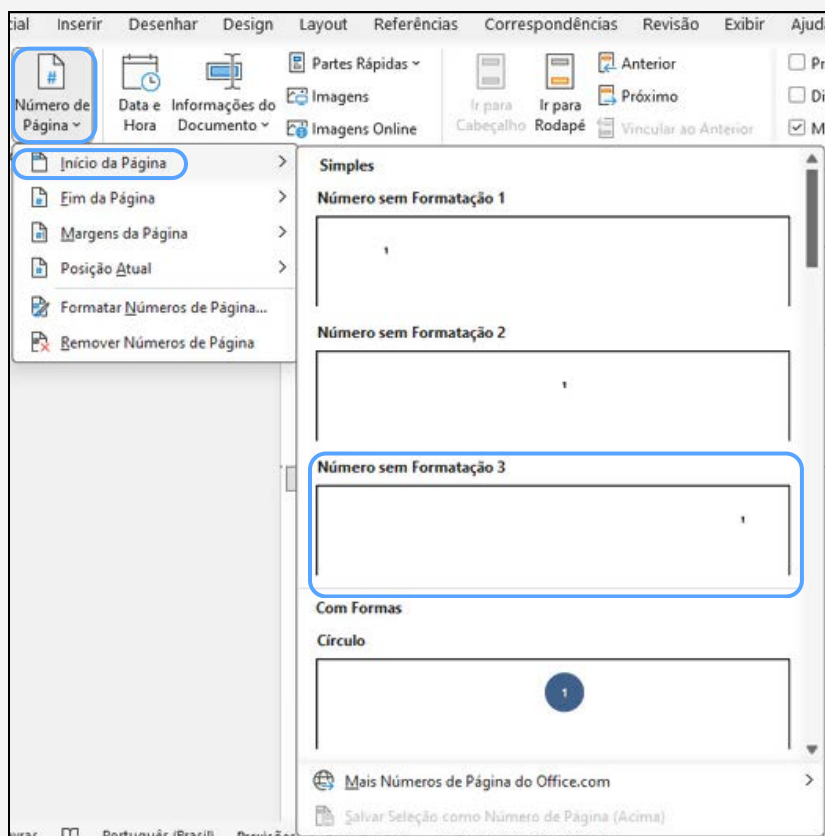 Inserir Desenhar Design Layout Referências Correspondências Revisão Exibir
Número de Página
Data e Hora
Informações do Documento
Partes Rápidas
Imagens
Imagens Online
Ir para Cabeçalho
Ir para Rodapé
Anterior
Próximo
Vincular ao Anterior
Início da Página
Fim da Página
Margens da Página
Posição Atual
Formatar Números de Página...
Remover Números de Página
Simples
Número sem Formatação 1
1
Número sem Formatação 2
1
Número sem Formatação 3
1
Com Formas
Círculo
1
Mais Números de Página do Office.com
Salvar Seleção como Número de Página (Acima)
Português (Brasil)